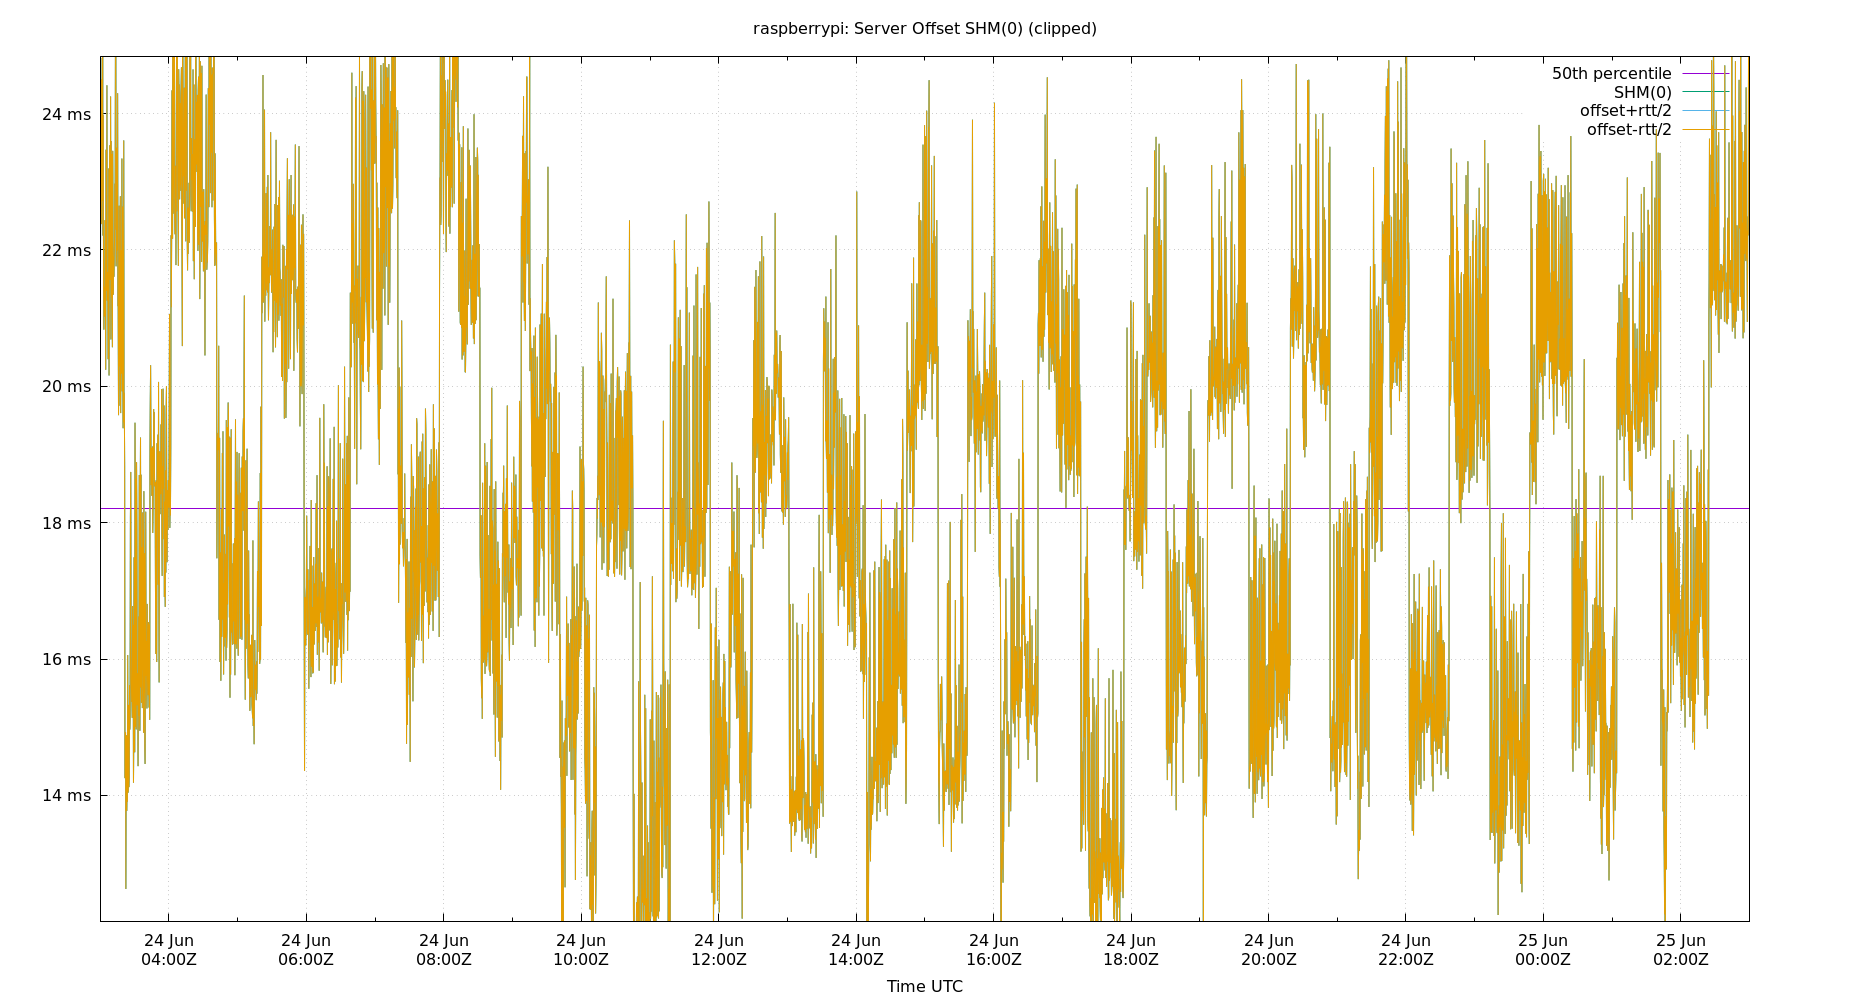 raspberrypi: Server Offset SHM(0) (clipped)
50th percentile
SHM(0)
offset+rtt/2
offset-rtt/2
24 ms
22 ms
20 ms
18 ms
16 ms
14 ms
24 Jun 24 Jun 24 Jun 24 Jun 24 Jun 24 Jun 24 Jun 24 Jun 24 Jun 24 Jun 25 Jun 25 Jun
04:00Z 06:00Z 08:00Z 10:00Z 12:00Z 14:00Z 16:00Z 18:00Z 20:00Z 22:00Z 00:00Z 02:00Z
Time UTC